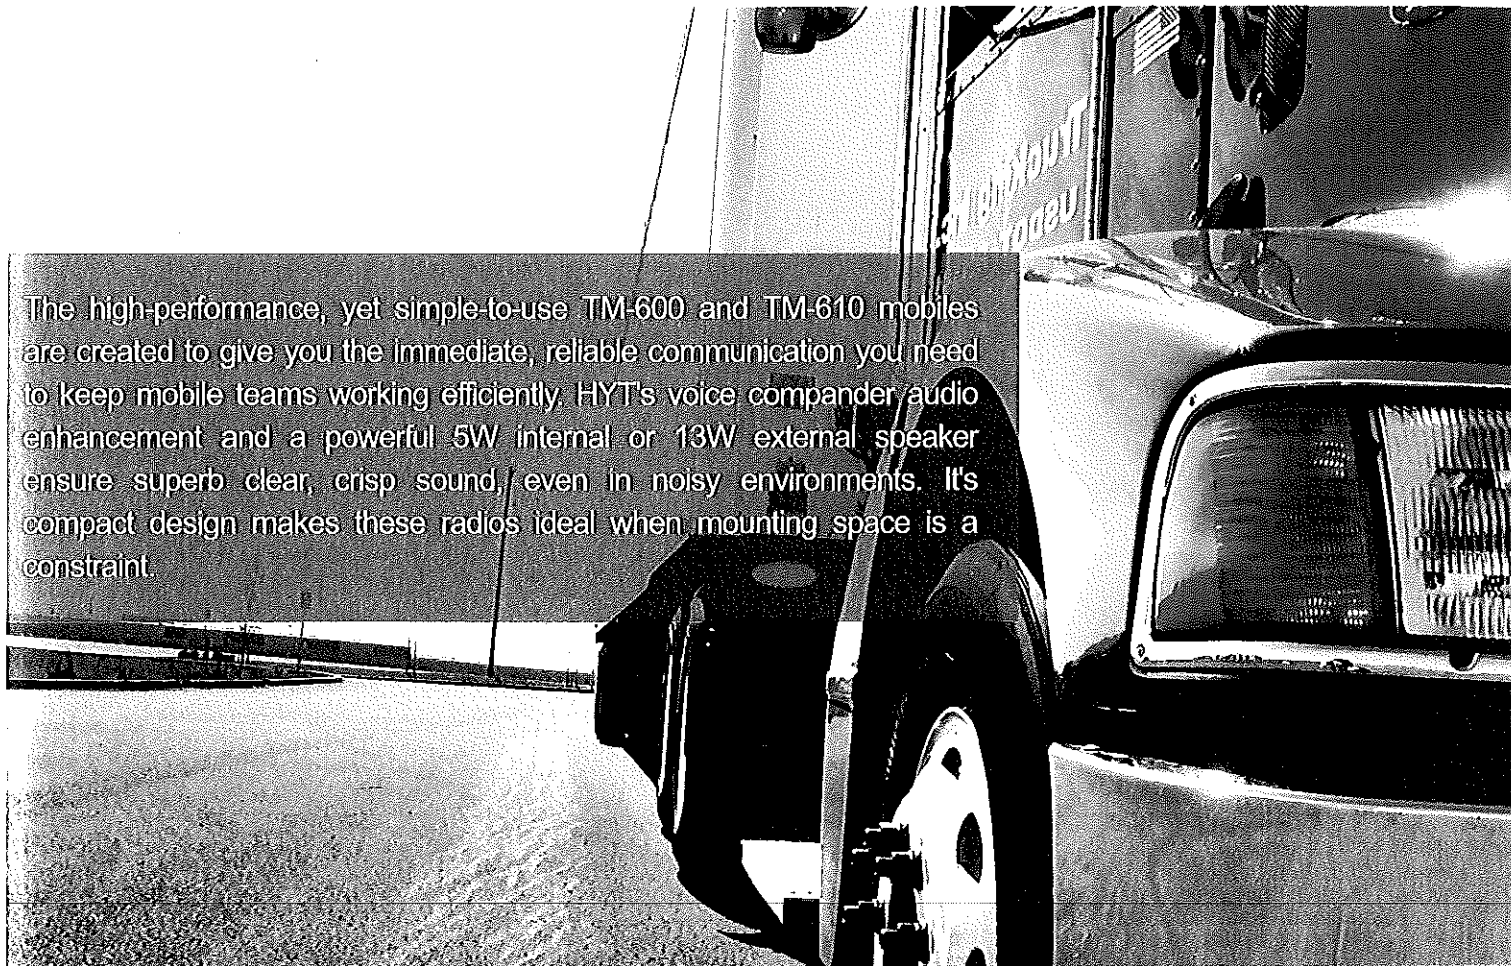 The high-performance, yet simple-to-use TM-600 and TM-610 mobiles
are created to give you the immediate, reliable communication you need
to keep mobile teams working efficiently. HYT's voice compander audio
enhancement and a powerful 5W internal or 13W external speaker
ensure superb clear, crisp sound, even in noisy environments. It's
compact design makes these radios ideal when mounting space is a
constraint.